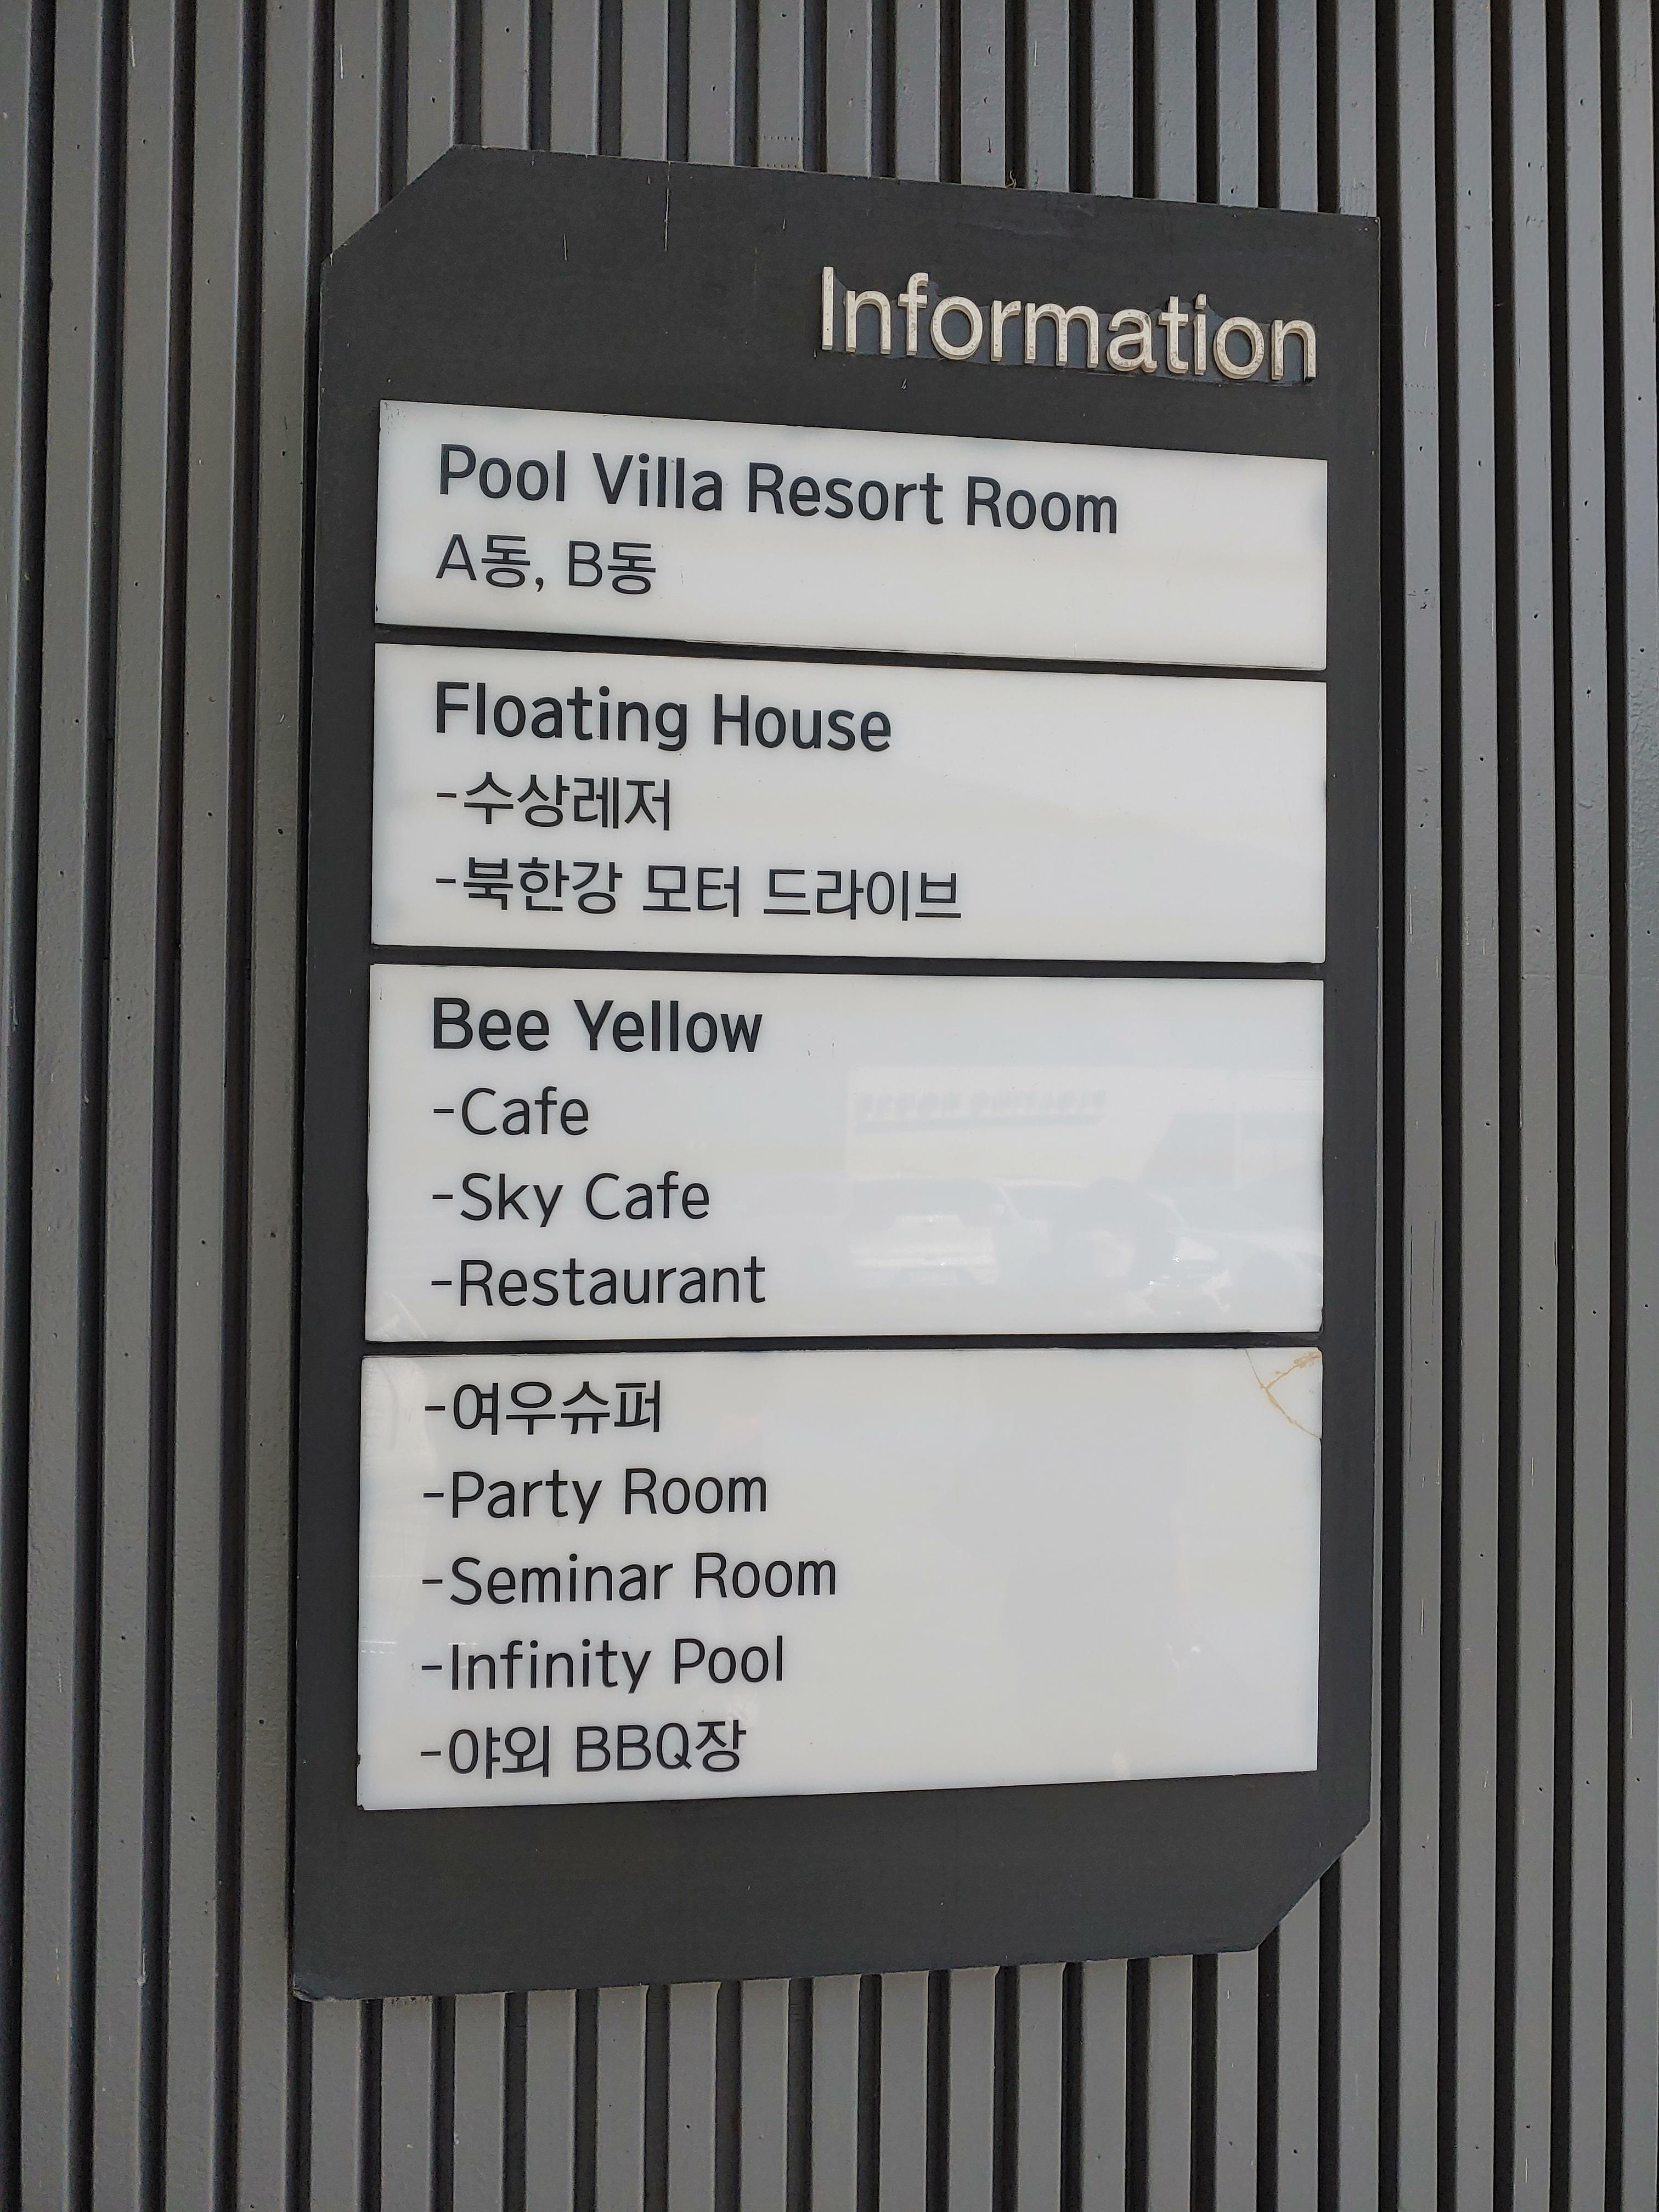 Information
Pool Villa Resort Room
A동, B동
Floating House
-수상레저
-북한강 모터 드라이브
Bee Yellow
-Cafe
-Sky Cafe
-Restaurant
-여우슈퍼
-Party Room
-Seminar Room
-Infinity Pool
-야외 BBQ장